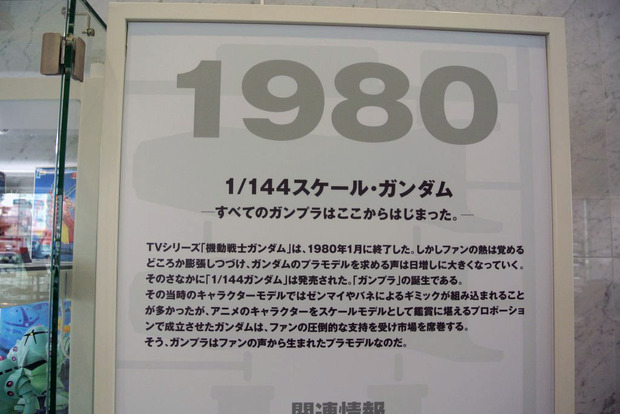 1980
1/144スケール・ガンダム
―すべてのガンプラはここからはじまった。―
TVシリーズ「機動戦士ガンダム」は、1980年1月に終了した。しかしファンの熱は覚める
どころか膨張しつづけ、ガンダムのプラモデルを求める声は日増しに大きくなっていく。
そのさなかに「1/144ガンダム」は発売された。「ガンプラ」の誕生である。
その当時のキャラクターモデルではゼンマイやバネによるギミックが組み込まれること
が多かったが、アニメのキャラクターをスケールモデルとして鑑賞に堪えるプロポーショ
ンで成立させたガンダムは、ファンの圧倒的な支持を受け市場を席巻する。
そう、ガンプラはファンの声から生まれたプラモデルなのだ。
関連情報